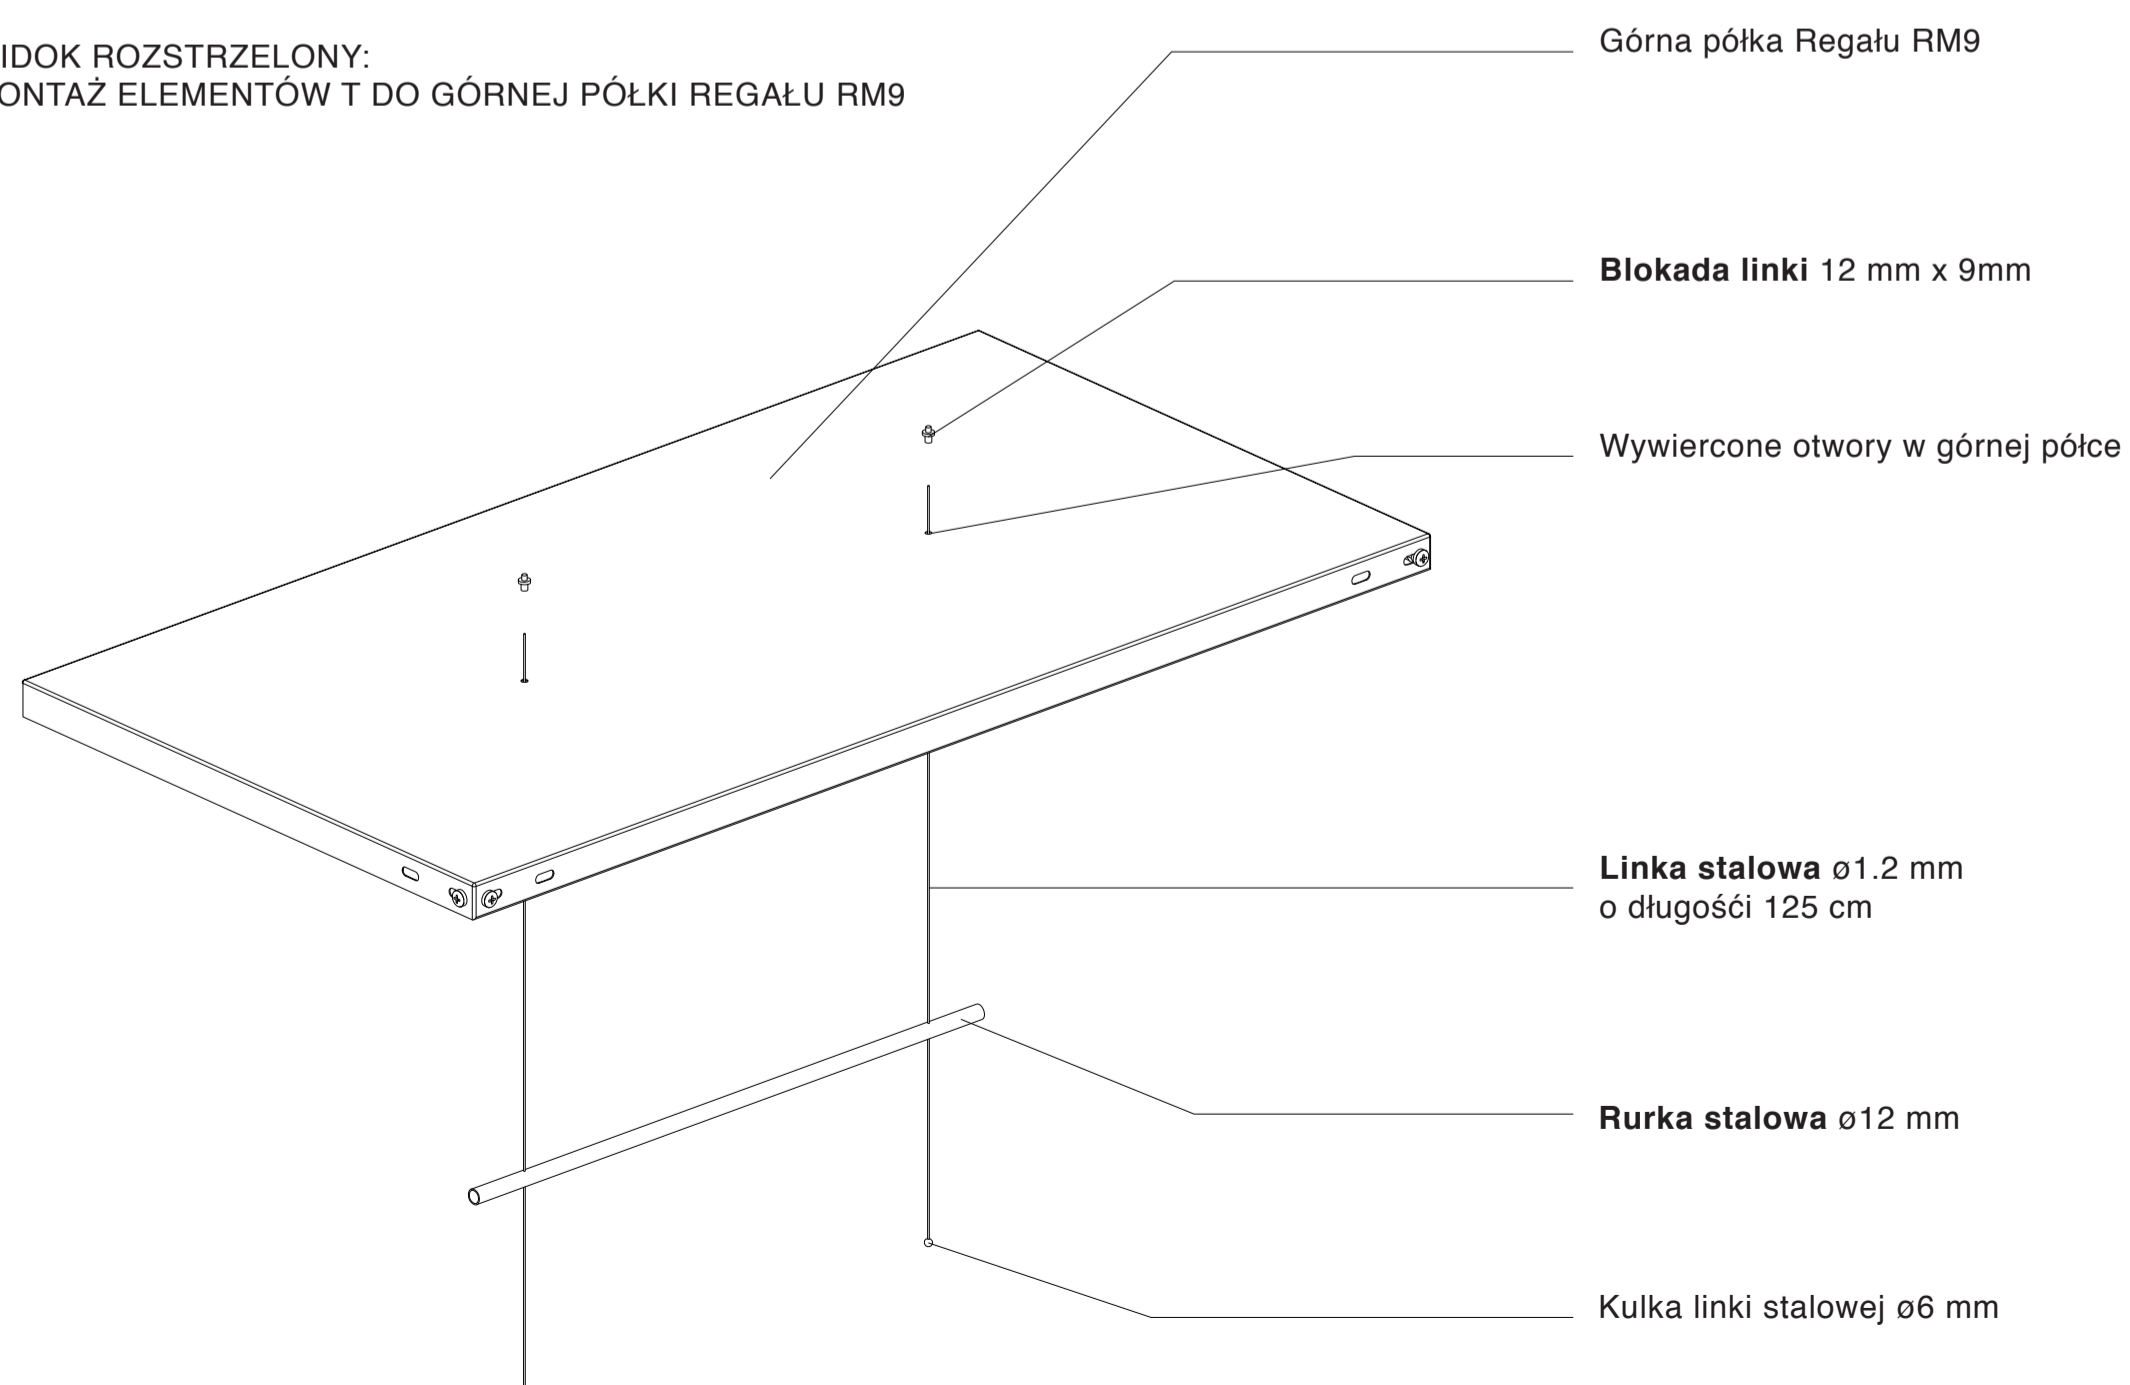 IDOK ROZSTRZELONY:
ONTAŻ ELEMENTÓW T DO GÓRNEJ PÓŁKI REGAŁU RM9
Górna półka Regału RM9
Blokada linki 12 mm x 9mm
Wywiercone otwory w górnej półce
Linka stalowa ø1.2 mm
o długośći 125 cm
Rurka stalowa ø12 mm
Kulka linki stalowej ø6 mm